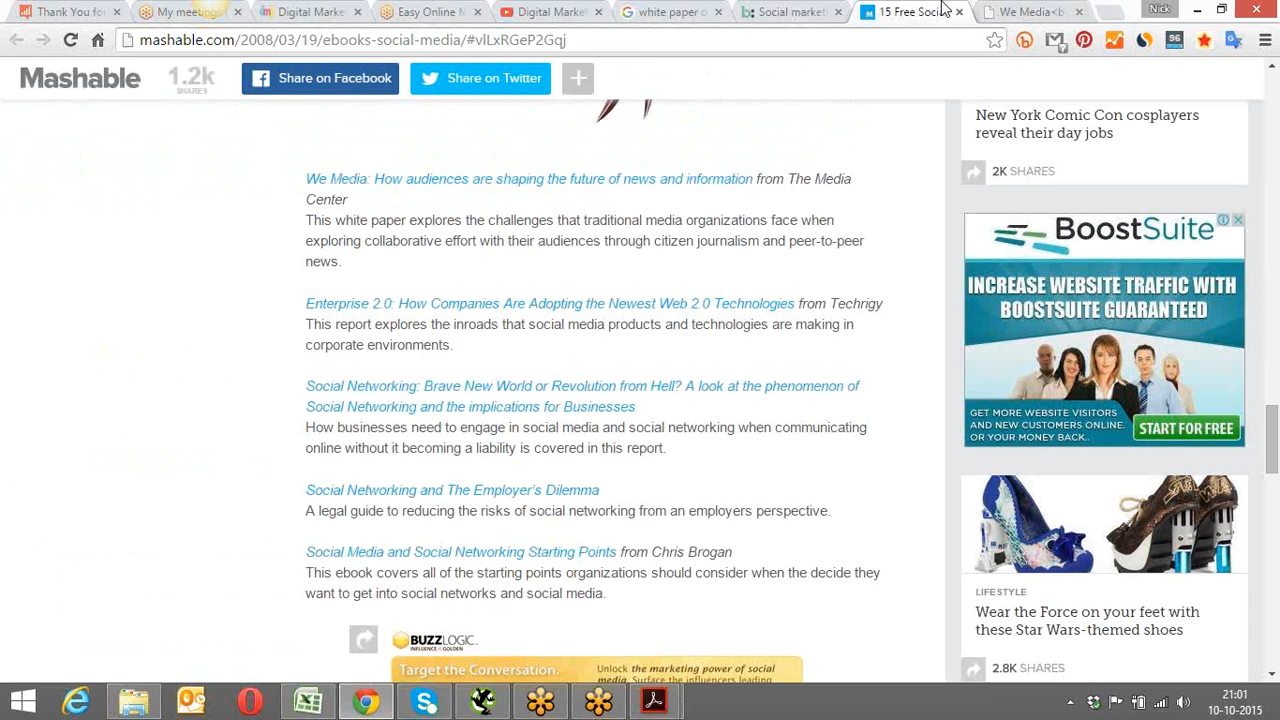 Thank You for
My meetings
Digital Market
Easy Online M
Digital Market
white paper o
Social market
15 Free Soci
We Media<b
Nick
mashable.com/2008/03/19/ebooks-social-media/#vlLxRGeP2Gqj
96
Mashable
1.2k
SHARES
Share on Facebook
Share on Twitter
New York Comic Con cosplayers
reveal their day jobs
2K SHARES
We Media: How audiences are shaping the future of news and information from The Media
Center
This white paper explores the challenges that traditional media organizations face when
exploring collaborative effort with their audiences through citizen journalism and peer-to-peer
news.
Enterprise 2.0: How Companies Are Adopting the Newest Web 2.0 Technologies from Techrigy
This report explores the inroads that social media products and technologies are making in
corporate environments.
Social Networking: Brave New World or Revolution from Hell? A look at the phenomenon of
Social Networking and the implications for Businesses
How businesses need to engage in social media and social networking when communicating
online without it becoming a liability is covered in this report.
Social Networking and The Employer's Dilemma
A legal guide to reducing the risks of social networking from an employers perspective.
Social Media and Social Networking Starting Points from Chris Brogan
This ebook covers all of the starting points organizations should consider when the decide they
want to get into social networks and social media.
BUZZLOGIC
INFLUENCE IS GOLDEN
Target the Conversation.
Unlock the marketing power of social
media. Surface the influencers leading
BoostSuite
INCREASE WEBSITE TRAFFIC WITH
BOOSTSUITE GUARANTEED
GET MORE WEBSITE VISITORS
AND NEW CUSTOMERS ONLINE.
OR YOUR MONEY BACK..
START FOR FREE
LIFESTYLE
Wear the Force on your feet with
these Star Wars-themed shoes
2.8K SHARES
21:01
10-10-2015